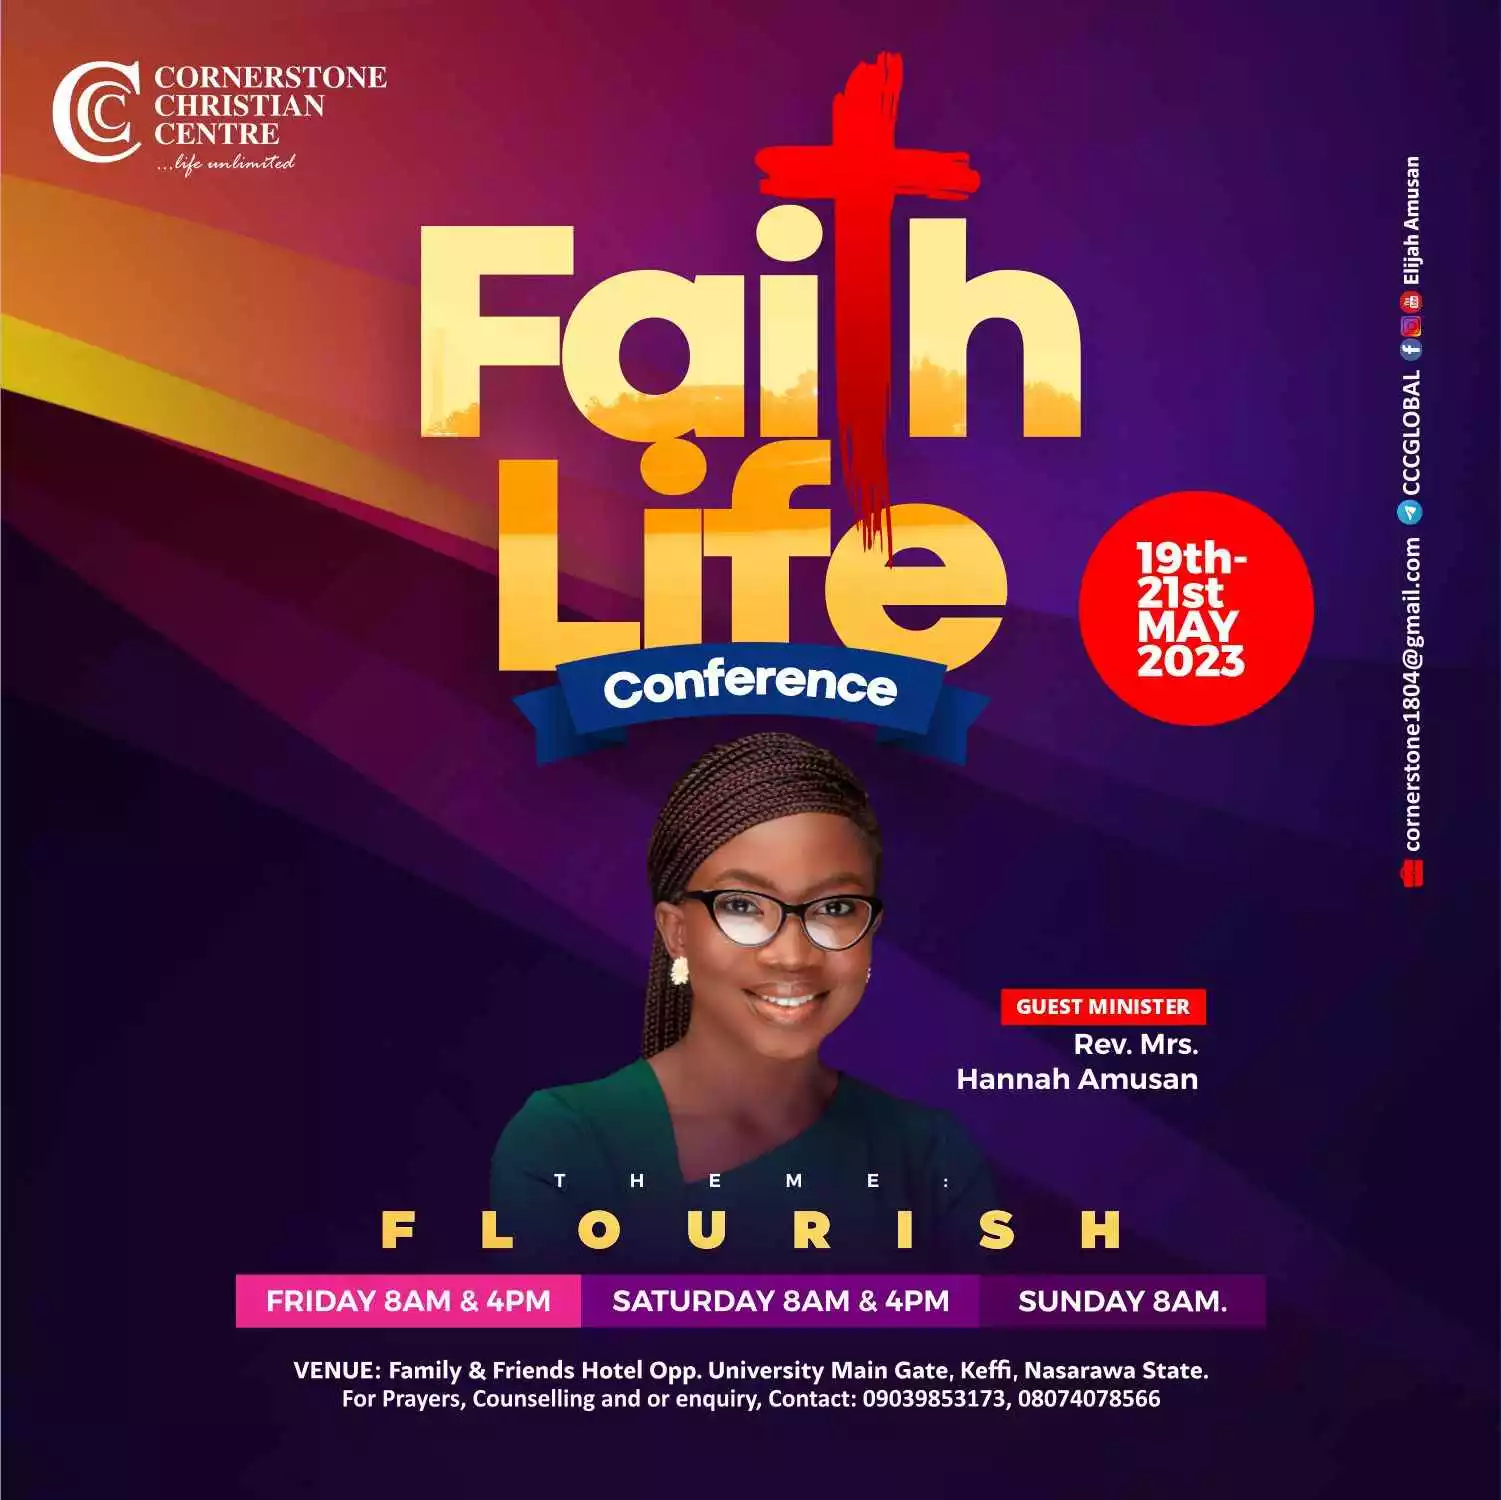 CORNERSTONE
CHRISTIAN
CENTRE
...life unlimited
Faith
Life
Conference
19th-
21st
MAY
2023
cornerstone1804@gmail.com CCCGLOBAL Elijah Amusan
GUEST MINISTER
Rev. Mrs.
Hannah Amusan
THEME:
FLOURISH
FRIDAY 8AM & 4PM SATURDAY 8AM & 4PM SUNDAY 8AM.
VENUE: Family & Friends Hotel Opp. University Main Gate, Keffi, Nasarawa State.
For Prayers, Counselling and or enquiry, Contact: 09039853173, 08074078566